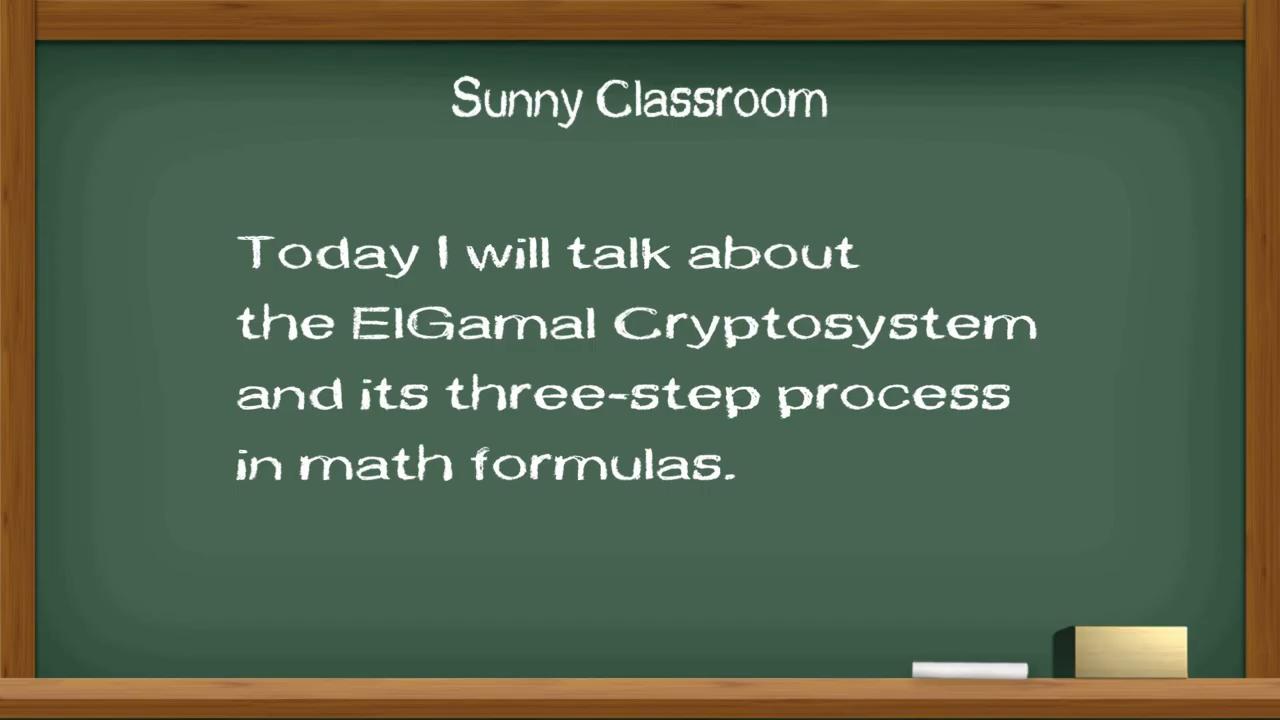 Sunny Classroom
Today I will talk about
the ElGamal Cryptosystem
and its three-step process
in math formulas.